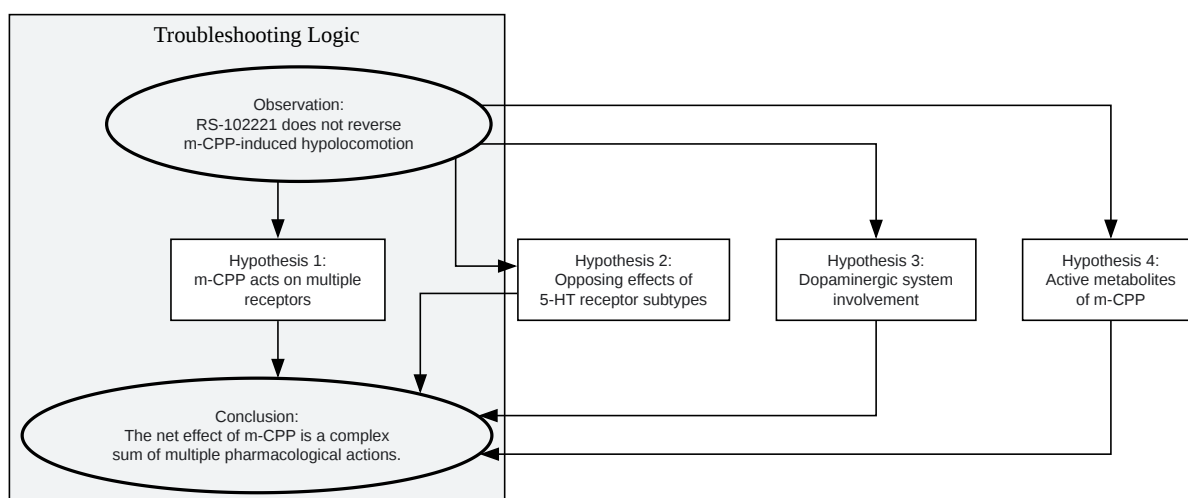 Troubleshooting Logic
Observation:
RS-102221 does not reverse
m-CPP-induced hypolocomotion
Hypothesis 1:
m-CPP acts on multiple
receptors
Hypothesis 2:
Opposing effects of
5-HT receptor subtypes
Hypothesis 3:
Dopaminergic system
involvement
Hypothesis 4:
Active metabolites
of m-CPP
Conclusion:
The net effect of m-CPP is a complex
sum of multiple pharmacological actions.